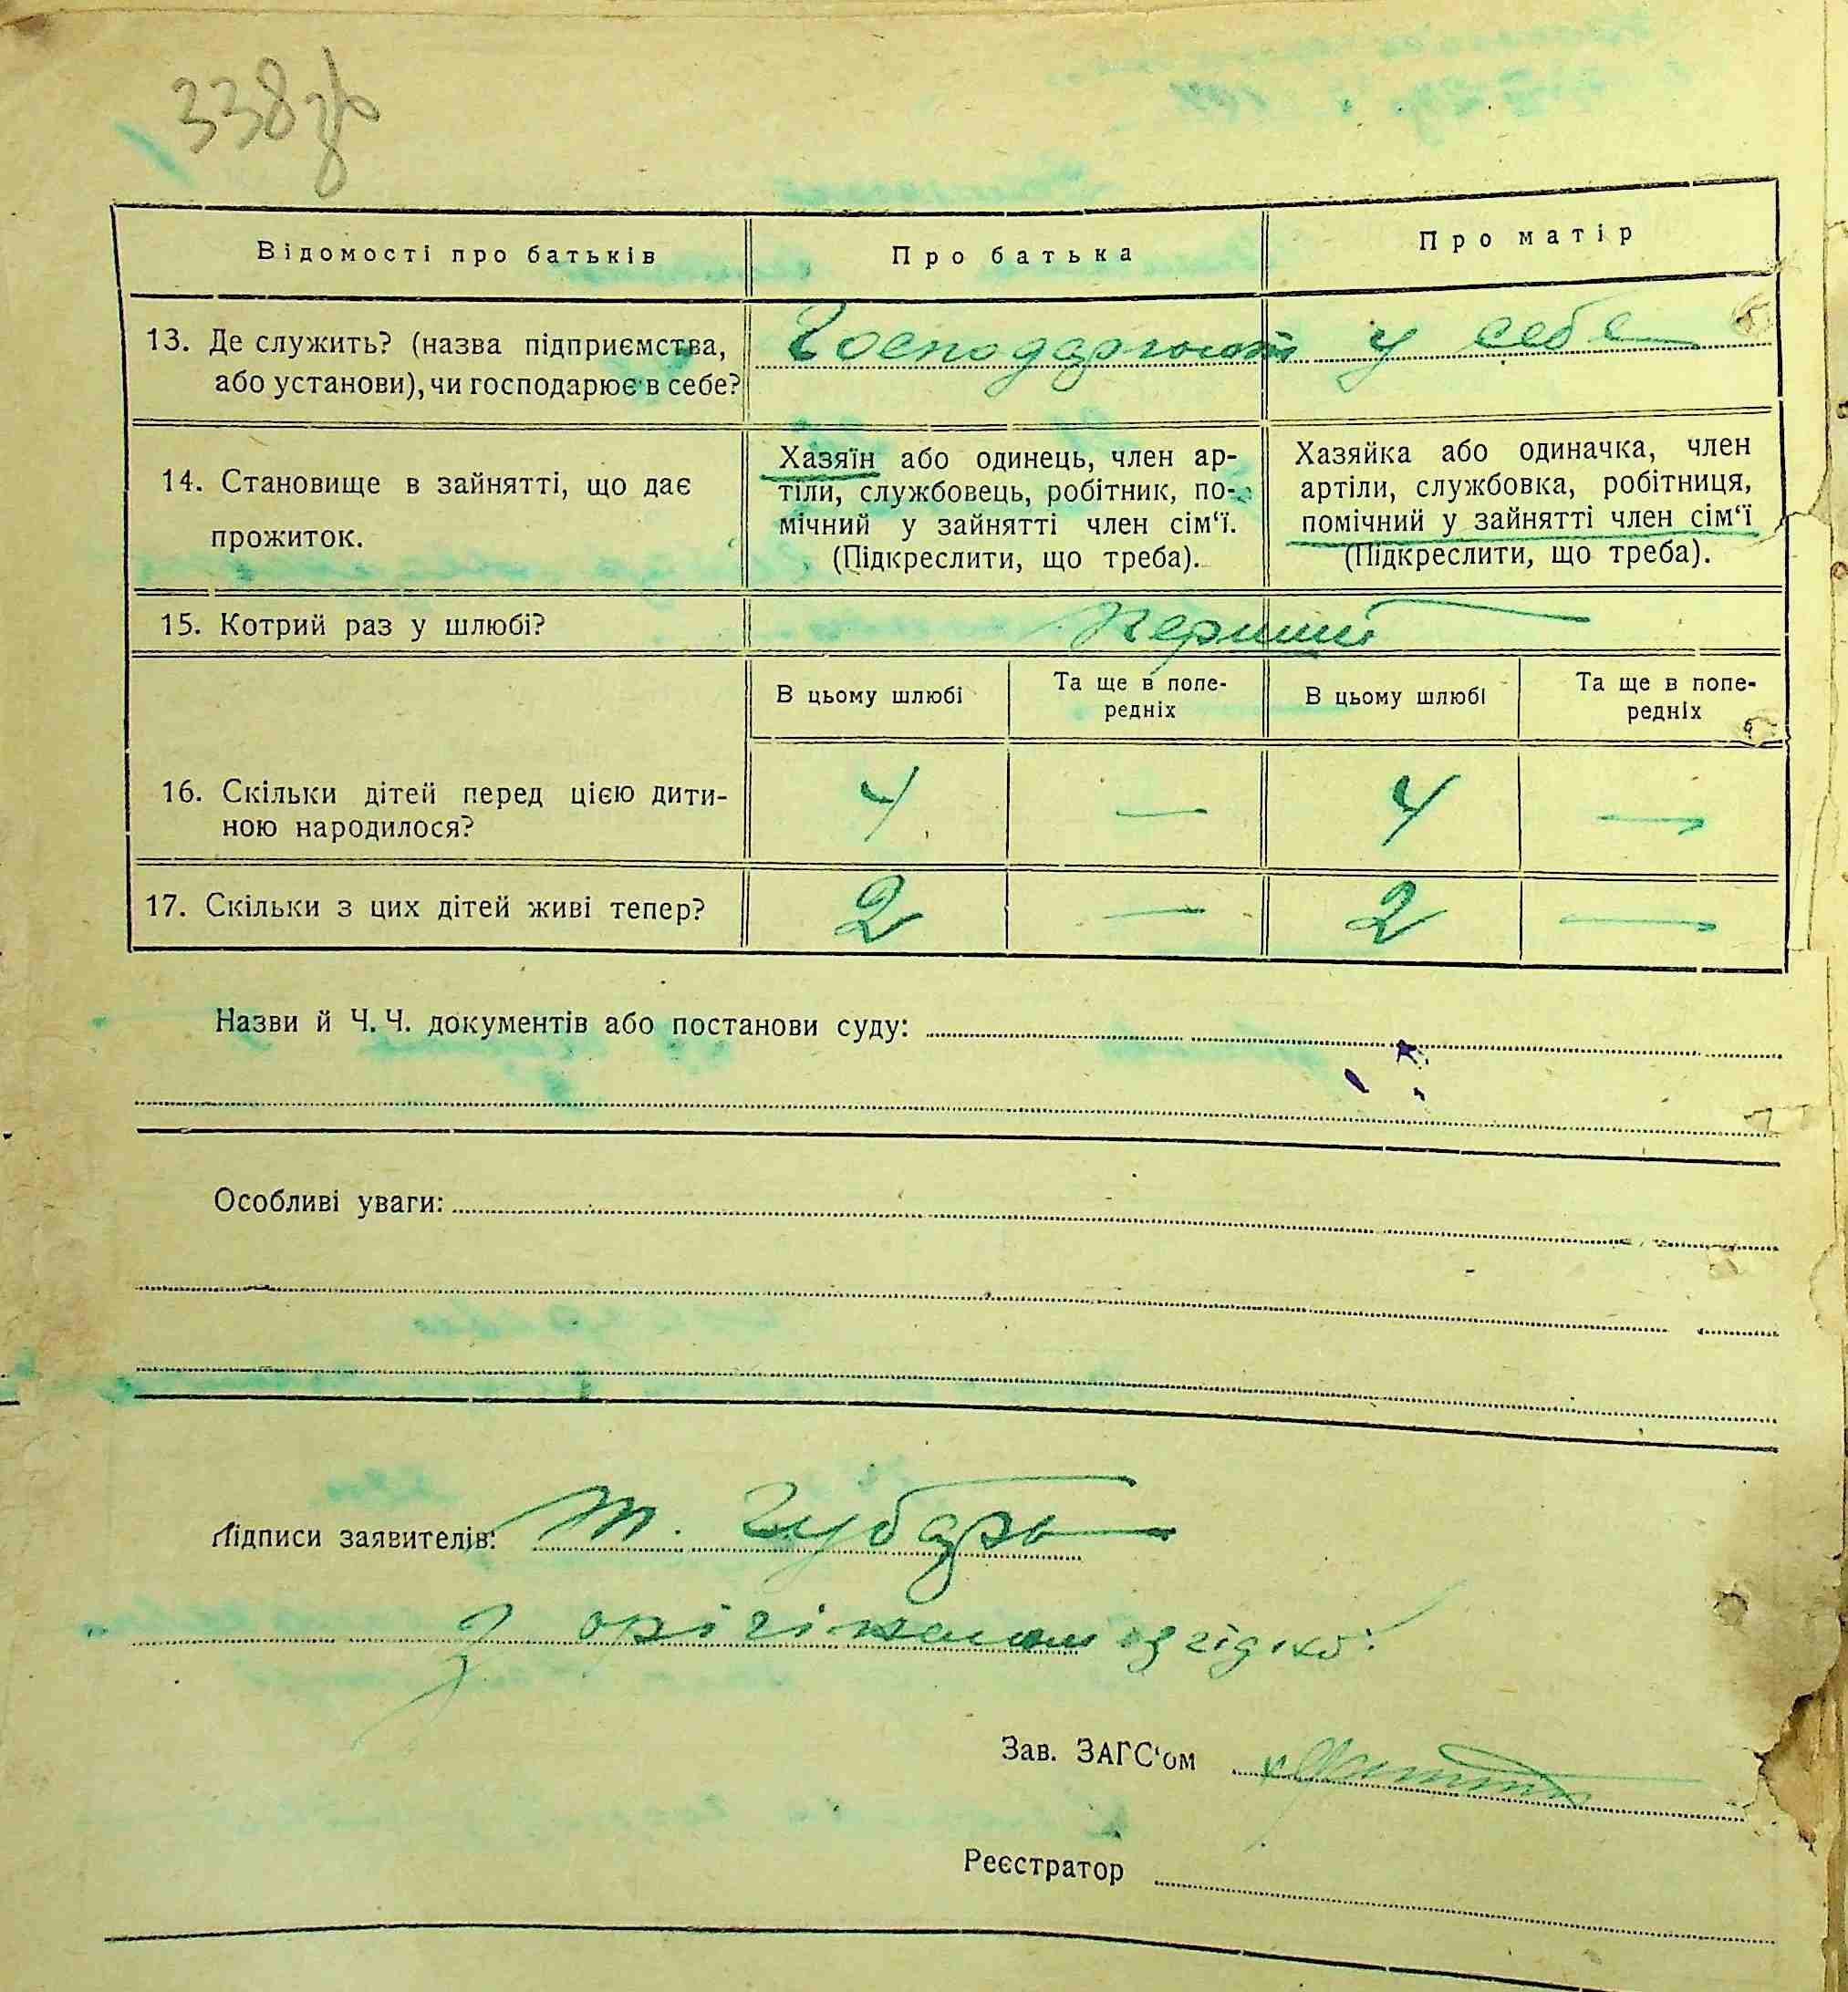 338 зв
Відомості про батьків
Про батька
Про матір
13. Де служить? (назва підприємства,
або установи), чи господарює в себе?
Господарюють у себе
14. Становище в зайнятті, що дає
прожиток.
Хазяїн або одинець, член ар-
тіли, службовець, робітник, по-
мічний у зайнятті член сім‘ї.
(Підкреслити, що треба).
Хазяйка або одиначка, член
артіли, службовка, робітниця,
помічний у зайнятті член сім‘ї
(Підкреслити, що треба).
15. Котрий раз у шлюбі?
Перший
В цьому шлюбі
Та ще в попе-
редніх
В цьому шлюбі
Та ще в попе-
редніх
16. Скільки дітей перед цією дити-
ною народилося?
4 — 4 —
17. Скільки з цих дітей живі тепер?
2 — 2 —
Назви й Ч. Ч. документів або постанови суду:
Особливі уваги:
Підписи заявителів: Т. Губарь
З орігіналом згідно:
Зав. ЗАГС‘ом
Реєстратор